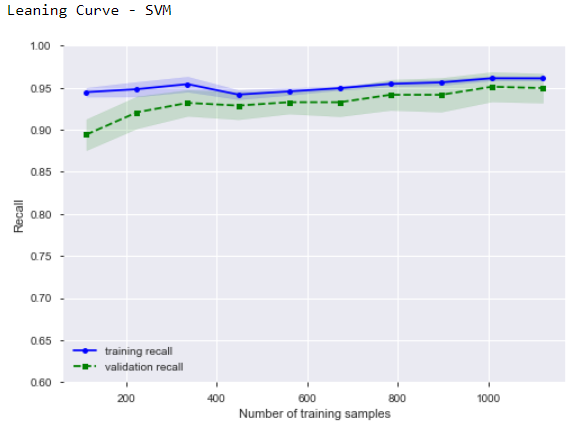 Leaning Curve - SVM
1.00
0.95
0.90
0.85
0.80
0.75
0.70
0.65
0.60
Recall
training recall
validation recall
200 400 600 800 1000
Number of training samples